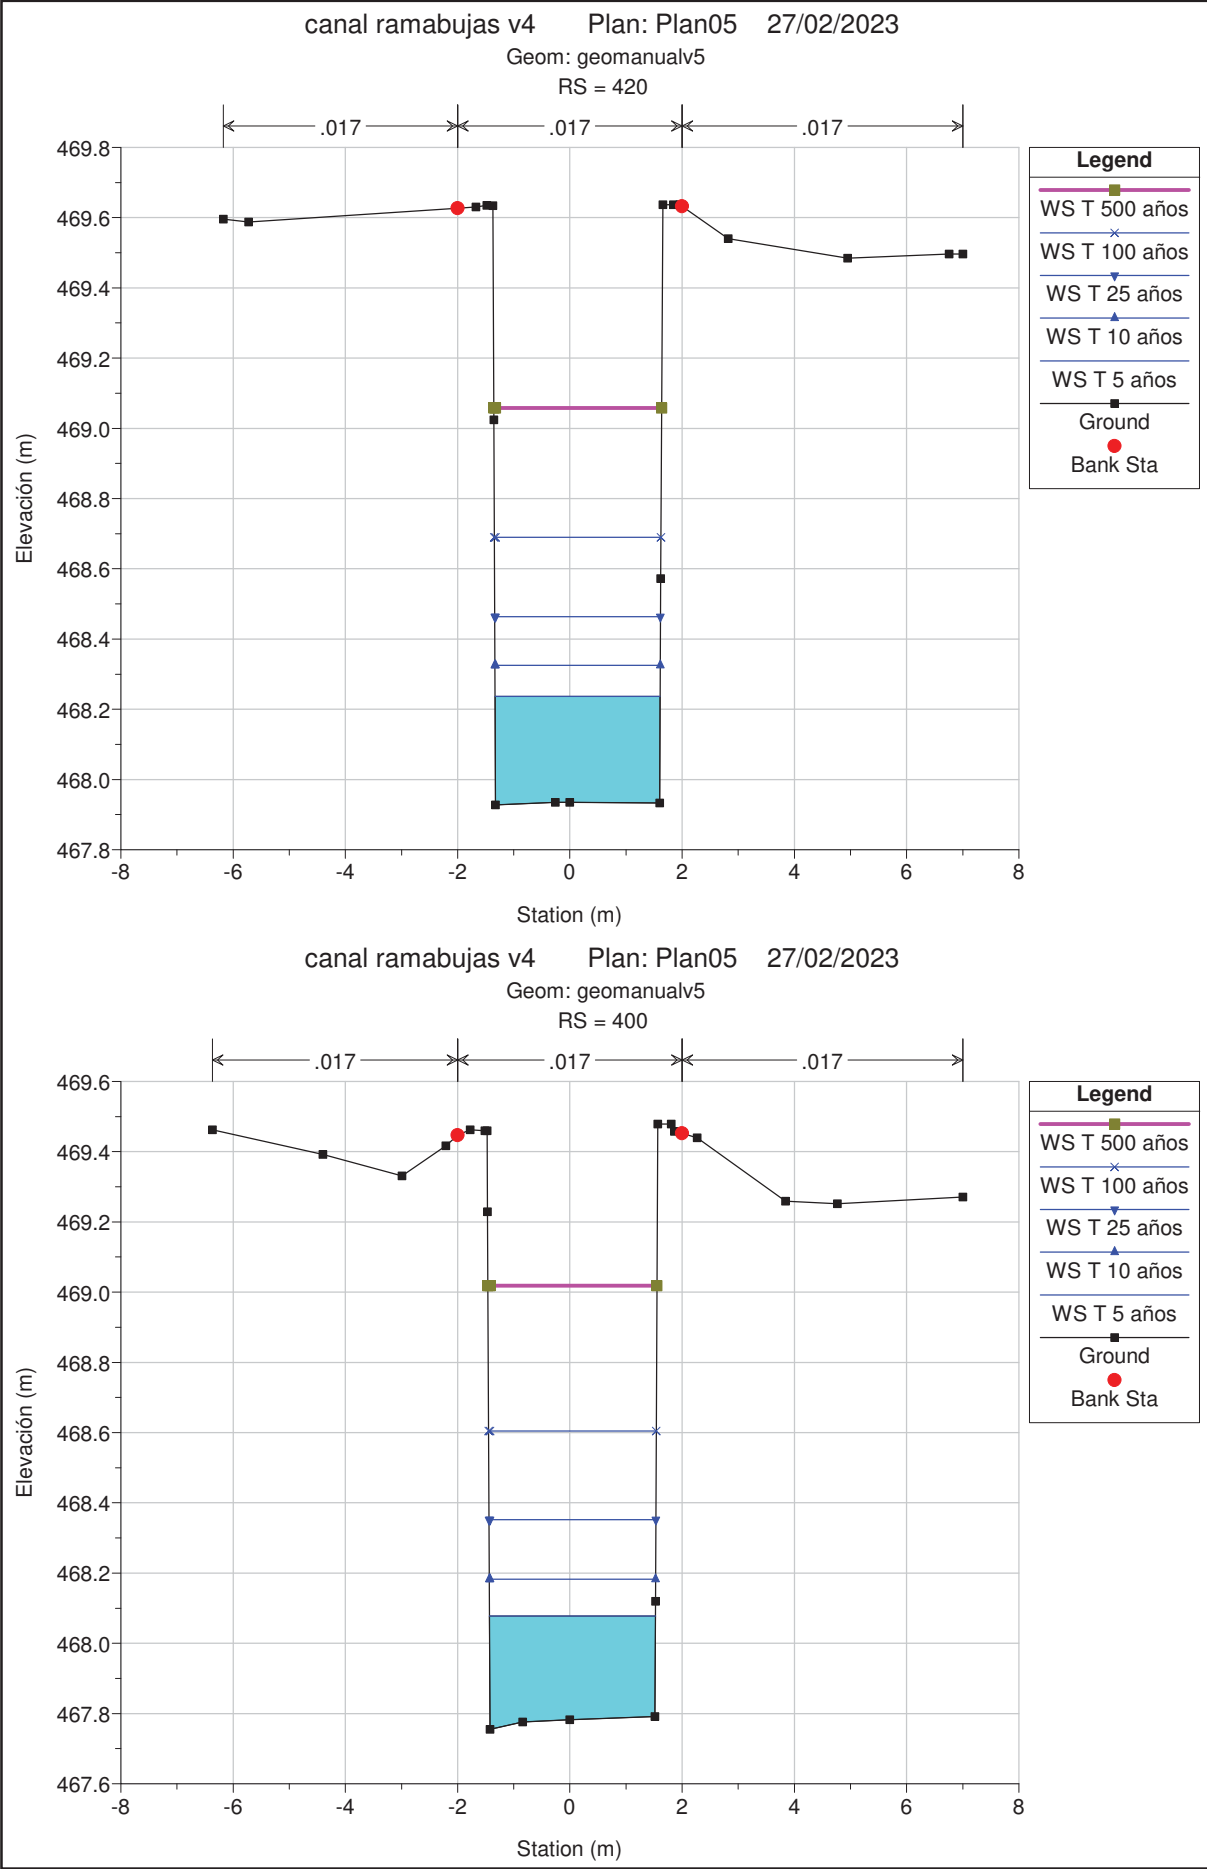 canal ramabujas v4 Plan: Plan05 27/02/2023
Geom: geomanualv5
RS = 420
.017 .017 .017
469.8
469.6
469.4
469.2
469.0
468.8
468.6
468.4
468.2
468.0
467.8
-8 -6 -4 -2 0 2 4 6 8
Station (m)
Elevación (m)
Legend
WS T 500 años
WS T 100 años
WS T 25 años
WS T 10 años
WS T 5 años
Ground
Bank Sta
canal ramabujas v4 Plan: Plan05 27/02/2023
Geom: geomanualv5
RS = 400
.017 .017 .017
469.6
469.4
469.2
469.0
468.8
468.6
468.4
468.2
468.0
467.8
467.6
-8 -6 -4 -2 0 2 4 6 8
Station (m)
Elevación (m)
Legend
WS T 500 años
WS T 100 años
WS T 25 años
WS T 10 años
WS T 5 años
Ground
Bank Sta